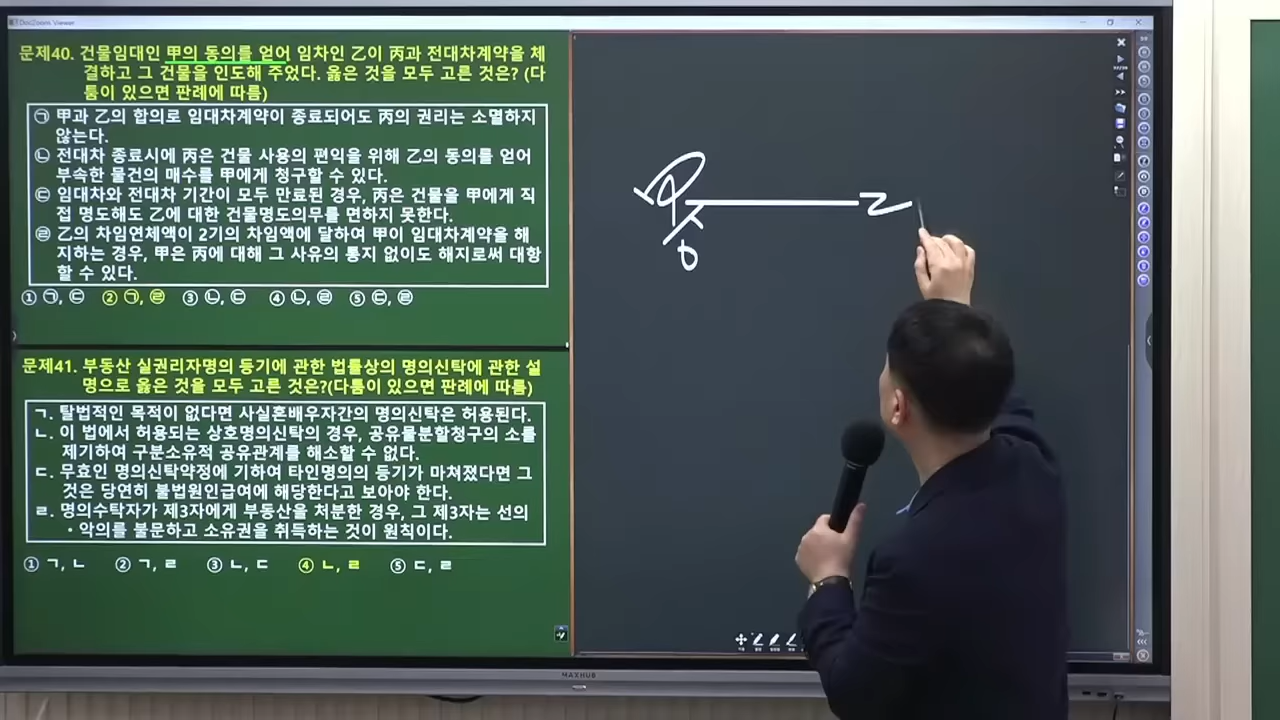 문제40. 건물임대인 甲의 동의를 얻어 임차인 乙이 丙과 전대차계약을 체
결하고 그 건물을 인도해 주었다. 옳은 것을 모두 고른 것은? (다
툼이 있으면 판례에 따름)
㉠ 甲과 乙의 합의로 임대차계약이 종료되어도 丙의 권리는 소멸하지
않는다.
㉡ 전대차 종료시에 丙은 건물 사용의 편익을 위해 乙의 동의를 얻어
부속한 물건의 매수를 甲에게 청구할 수 있다.
㉢ 임대차와 전대차 기간이 모두 만료된 경우, 丙은 건물을 甲에게 직
접 명도해도 乙에 대한 건물명도의무를 면하지 못한다.
㉣ 乙의 차임연체액이 2기의 차임액에 달하여 甲이 임대차계약을 해
지하는 경우, 甲은 丙에 대해 그 사유의 통지 없이도 해지로써 대항
할 수 있다.
① ㉠, ㉢ ② ㉠, ㉣ ③ ㉡, ㉢ ④ ㉡, ㉣ ⑤ ㉢, ㉣
문제41. 부동산 실권리자명의 등기에 관한 법률상의 명의신탁에 관한 설
명으로 옳은 것을 모두 고른 것은?(다툼이 있으면 판례에 따름)
ㄱ. 탈법적인 목적이 없다면 사실혼배우자간의 명의신탁은 허용된다.
ㄴ. 이 법에서 허용되는 상호명의신탁의 경우, 공유물분할청구의 소를
제기하여 구분소유적 공유관계를 해소할 수 없다.
ㄷ. 무효인 명의신탁약정에 기하여 타인명의의 등기가 마쳐졌다면 그
것은 당연히 불법원인급여에 해당한다고 보아야 한다.
ㄹ. 명의수탁자가 제3자에게 부동산을 처분한 경우, 그 제3자는 선의
・악의를 불문하고 소유권을 취득하는 것이 원칙이다.
① ㄱ, ㄴ ② ㄱ, ㄹ ③ ㄴ, ㄷ ④ ㄴ, ㄹ ⑤ ㄷ, ㄹ
甲 乙
MAXHUB